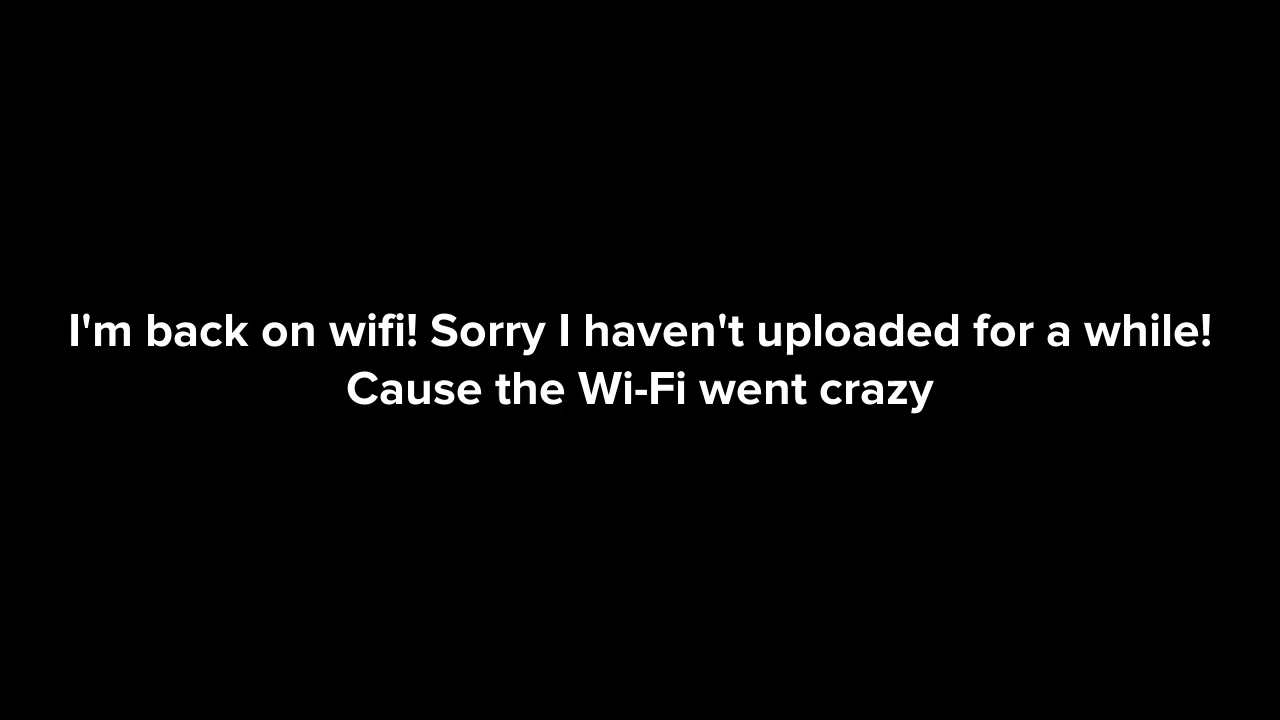 I'm back on wifi! Sorry I haven't uploaded for a while!
Cause the Wi-Fi went crazy